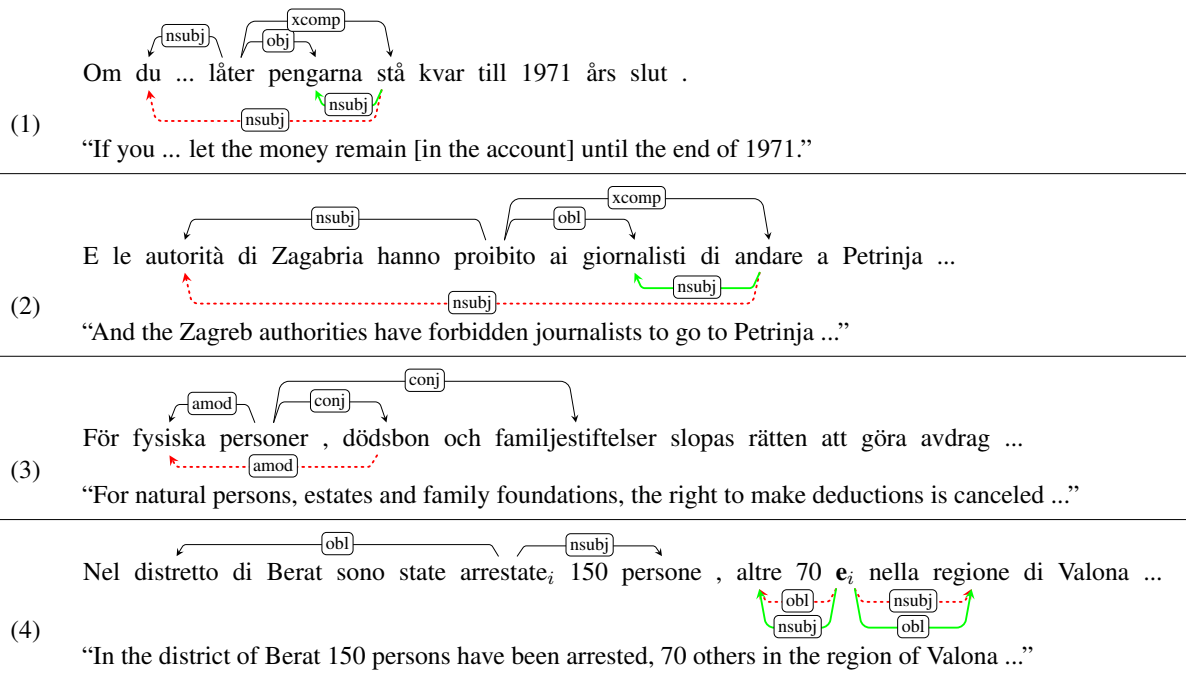 xcomp
nsubj obj
Om du ... låter pengarna stå kvar till 1971 års slut .
nsubj
nsubj
(1)
“If you ... let the money remain [in the account] until the end of 1971.”
xcomp
nsubj obl
E le autorità di Zagabria hanno proibito ai giornalisti di andare a Petrinja ...
nsubj
nsubj
(2)
“And the Zagreb authorities have forbidden journalists to go to Petrinja ...”
conj
amod conj
För fysiska personer , dödsbon och familjestiftelser slopas rätten att göra avdrag ...
amod
(3)
“For natural persons, estates and family foundations, the right to make deductions is canceled ...”
obl nsubj
Nel distretto di Berat sono state arrestate_i 150 persone , altre 70 e_i nella regione di Valona ...
obl nsubj
nsubj obl
(4)
“In the district of Berat 150 persons have been arrested, 70 others in the region of Valona ...”